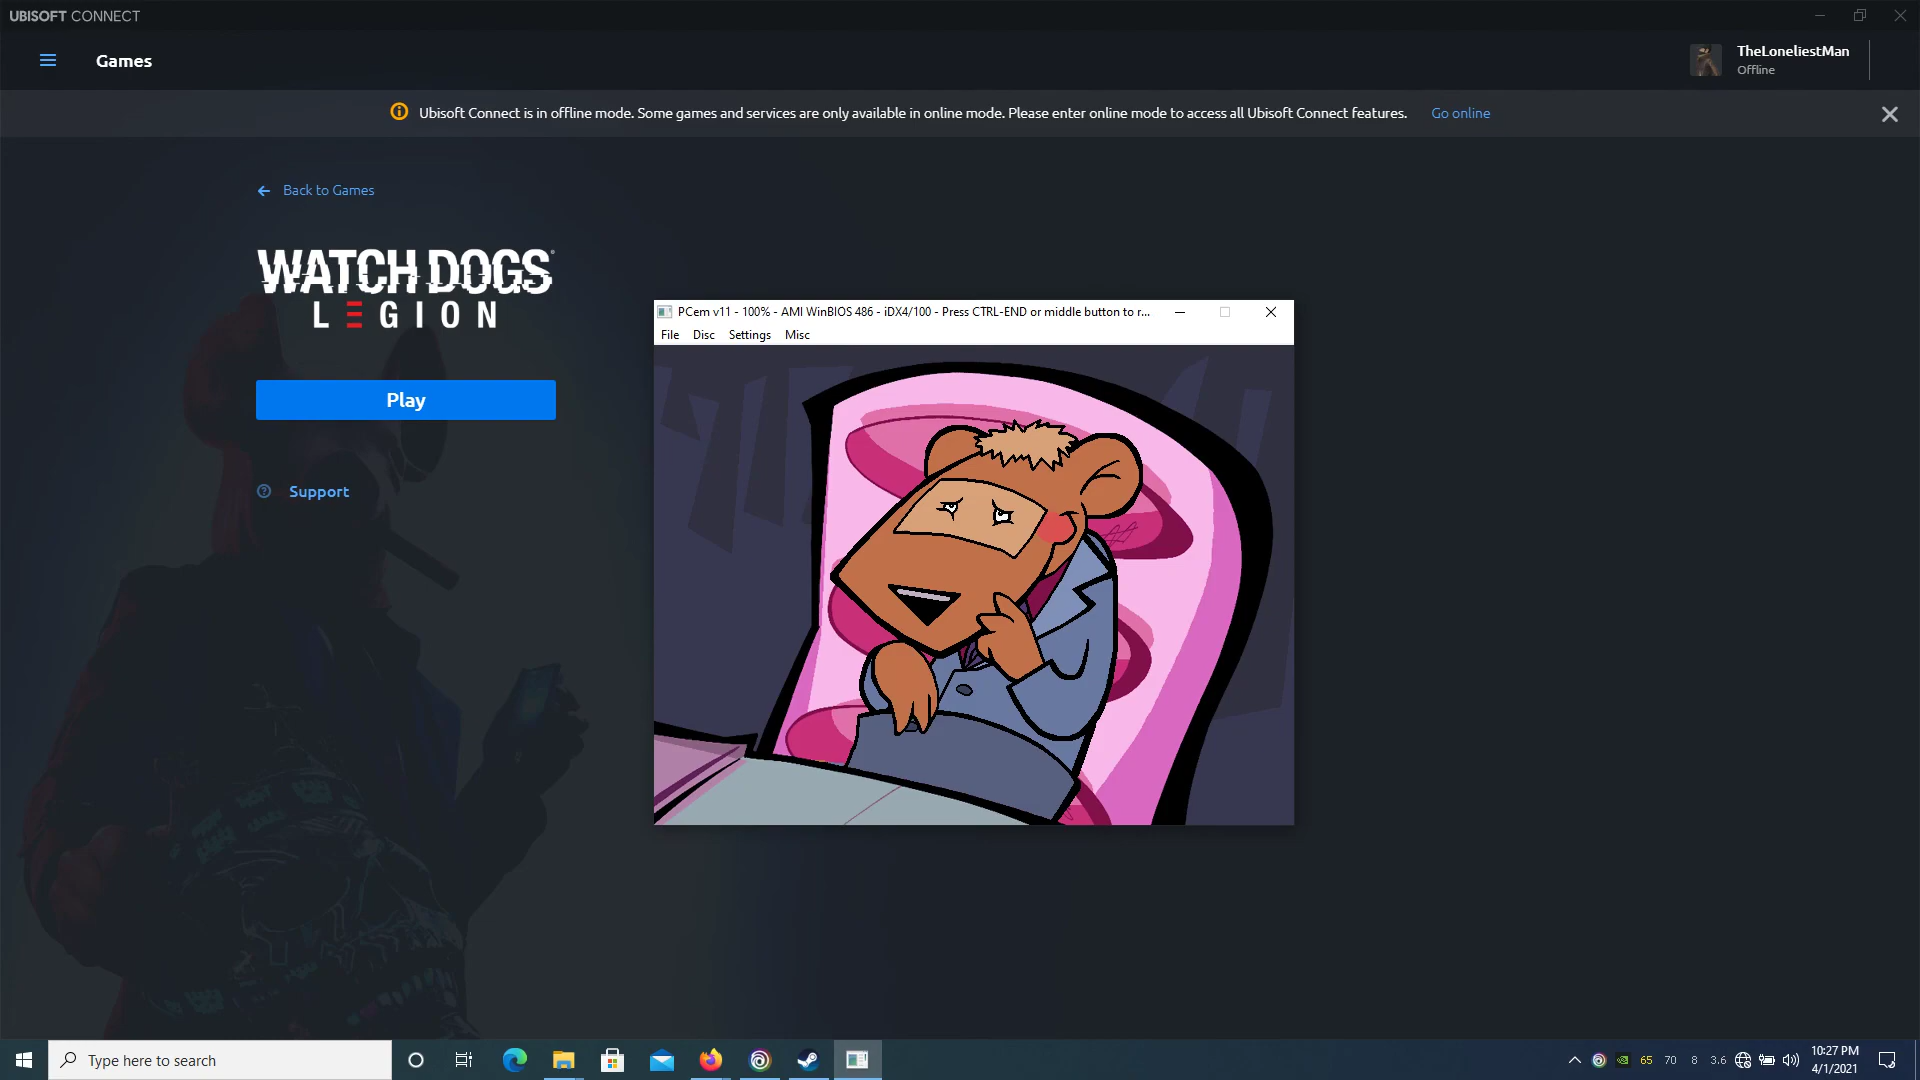 UBISOFT CONNECT
Games
TheLoneliestMan
Offline
Ubisoft Connect is in offline mode. Some games and services are only available in online mode. Please enter online mode to access all Ubisoft Connect features. Go online
Back to Games
WATCH DOGS
LEGION
Play
Support
PCem v11 - 100% - AMI WinBIOS 486 - iDX4/100 - Press CTRL-END or middle button to r...
File Disc Settings Misc
Type here to search
65 70 8 3.6
10:27 PM
4/1/2021